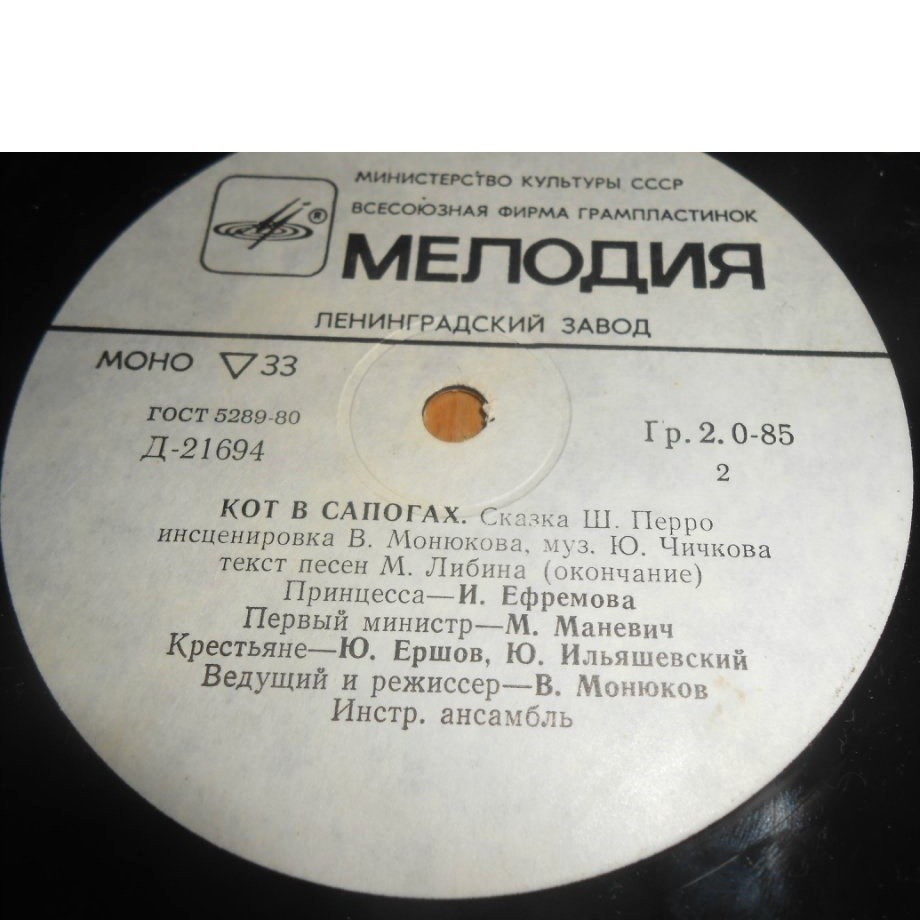 МИНИСТЕРСТВО КУЛЬТУРЫ СССР
ВСЕСОЮЗНАЯ ФИРМА ГРАМПЛАСТИНОК
®
МЕЛОДИЯ
ЛЕНИНГРАДСКИЙ ЗАВОД
МОНО ▽ 33
ГОСТ 5289-80
Д-21694
Гр. 2. 0-85
2
КОТ В САПОГАХ. Сказка Ш. Перро
инсценировка В. Монюкова, муз. Ю. Чичкова
текст песен М. Либина (окончание)
Принцесса—И. Ефремова
Первый министр—М. Маневич
Крестьяне—Ю. Ершов, Ю. Ильяшевский
Ведущий и режиссер—В. Монюков
Инстр. ансамбль